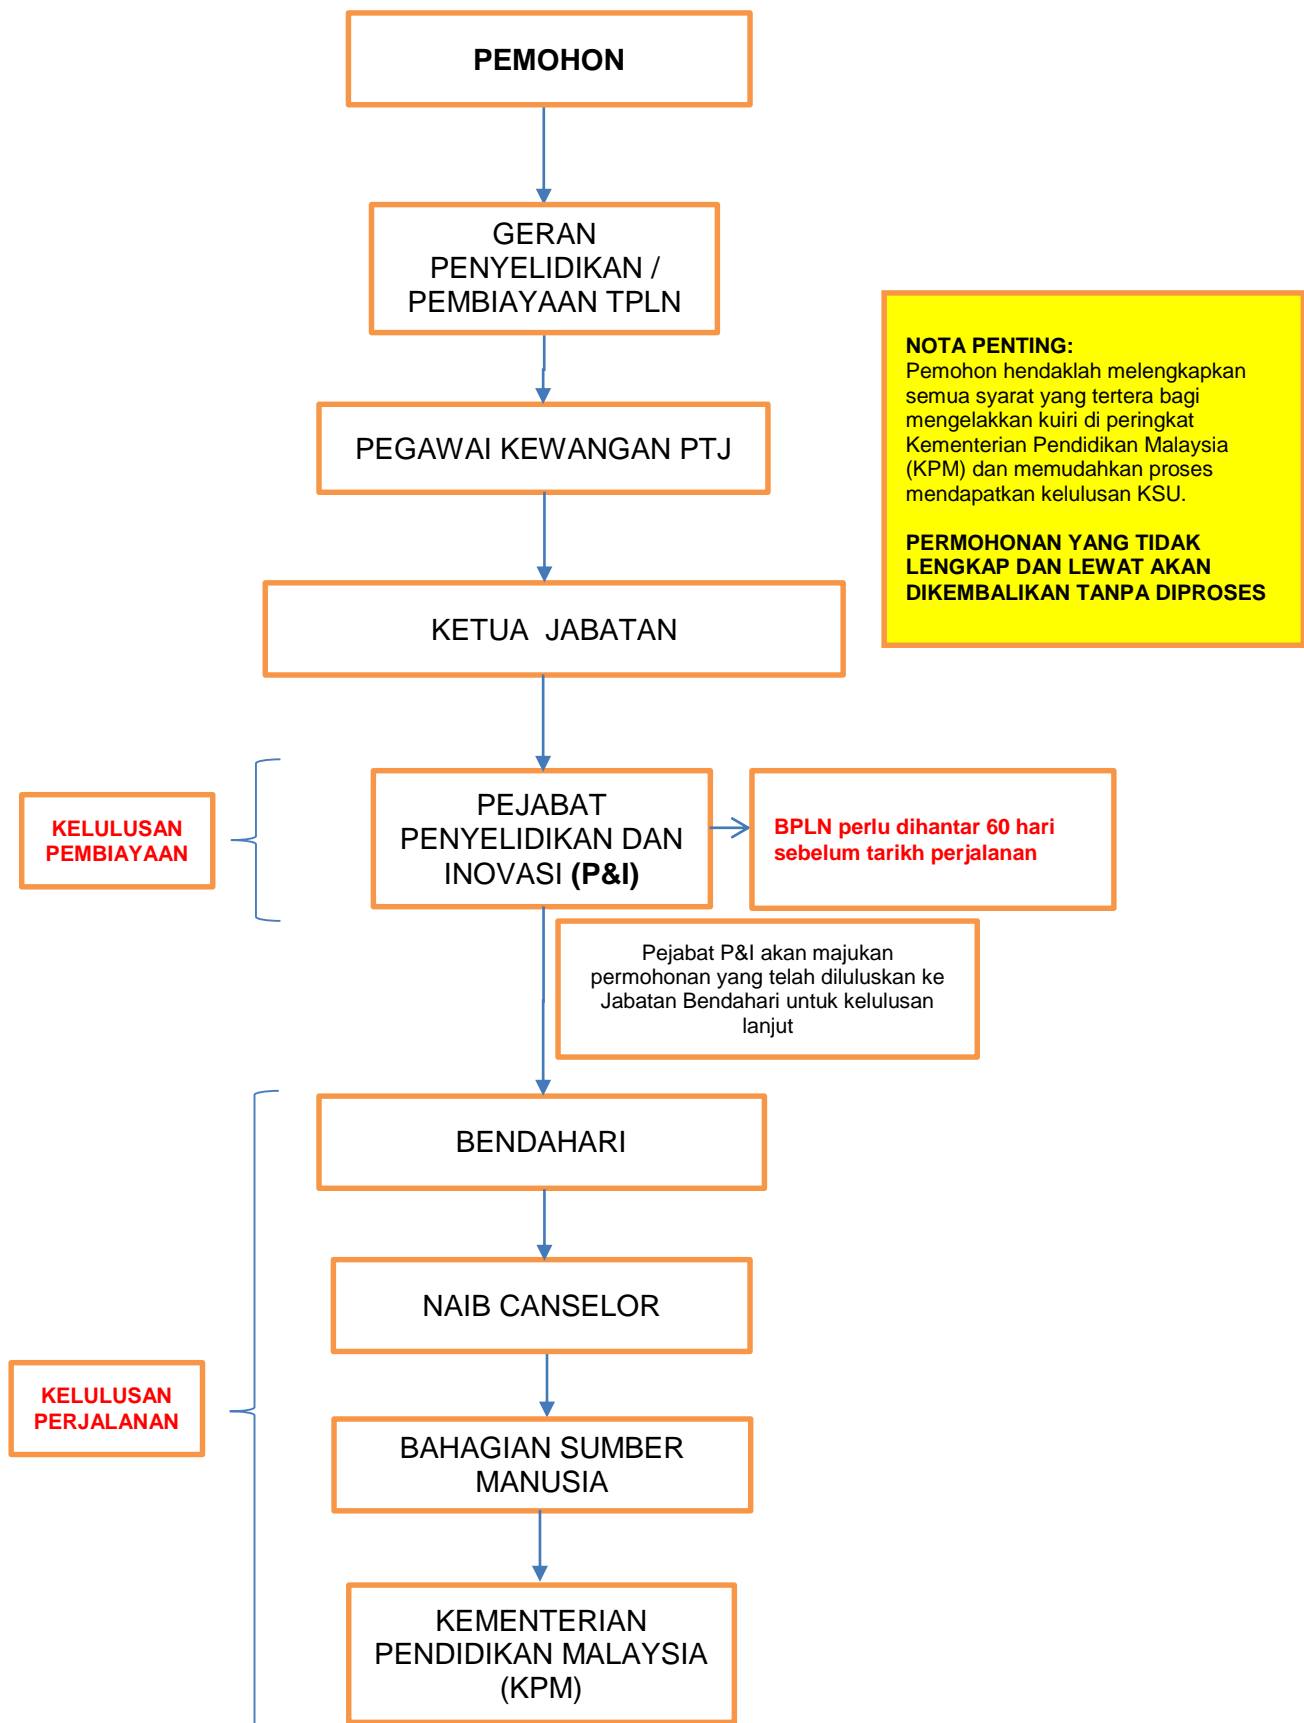 PEMOHON
GERAN
PENYELIDIKAN /
PEMBIAYAAN TPLN
NOTA PENTING:
Pemohon hendaklah melengkapkan
semua syarat yang tertera bagi
mengelakkan kuiri di peringkat
Kementerian Pendidikan Malaysia
(KPM) dan memudahkan proses
mendapatkan kelulusan KSU.
PERMOHONAN YANG TIDAK
LENGKAP DAN LEWAT AKAN
DIKEMBALIKAN TANPA DIPROSES
PEGAWAI KEWANGAN PTJ
KETUA  JABATAN
KELULUSAN
PEMBIAYAAN
PEJABAT
PENYELIDIKAN DAN
INOVASI (P&I)
BPLN perlu dihantar 60 hari
sebelum tarikh perjalanan
Pejabat P&I akan majukan
permohonan yang telah diluluskan ke
Jabatan Bendahari untuk kelulusan
lanjut
BENDAHARI
NAIB CANSELOR
KELULUSAN
PERJALANAN
BAHAGIAN SUMBER
MANUSIA
KEMENTERIAN
PENDIDIKAN MALAYSIA
(KPM)